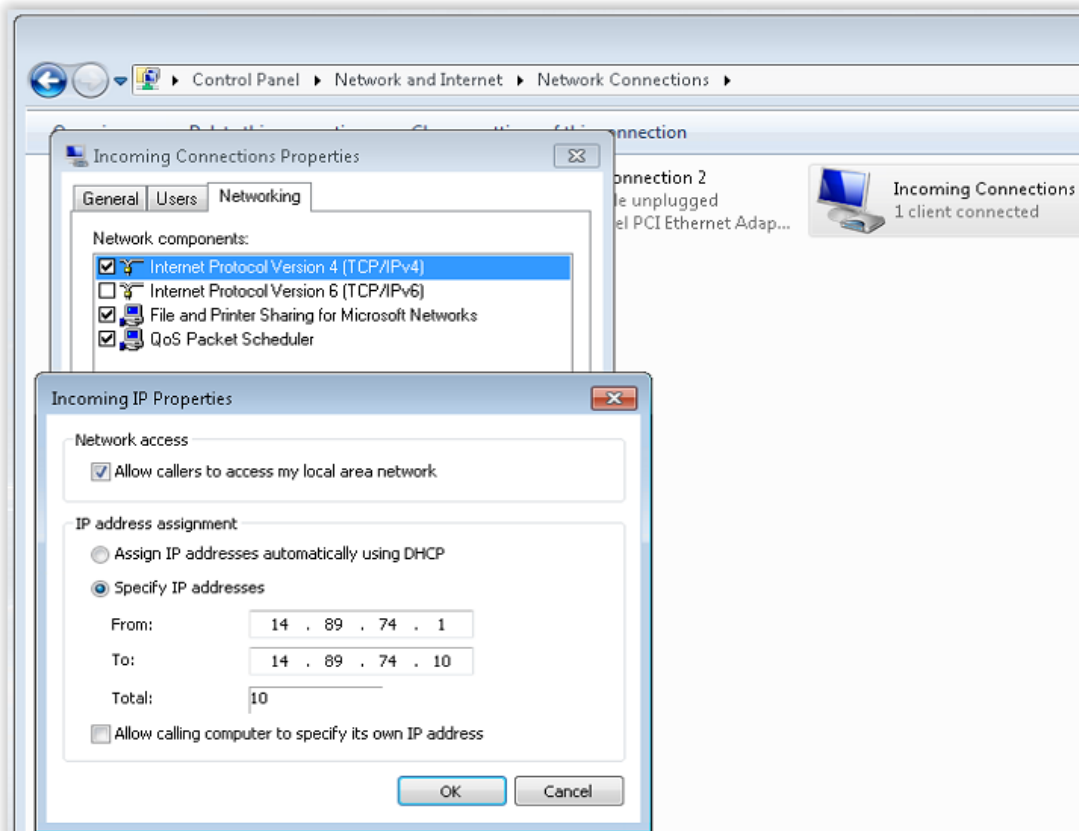 Control Panel Network and Internet Network Connections
connection
Incoming Connections Properties
onnection 2
le unplugged
el PCI Ethernet Adap...
Incoming Connections
1 client connected
General Users Networking
Network components:
Internet Protocol Version 4 (TCP/IPv4)
Internet Protocol Version 6 (TCP/IPv6)
File and Printer Sharing for Microsoft Networks
QoS Packet Scheduler
Incoming IP Properties
Network access
Allow callers to access my local area network
IP address assignment
Assign IP addresses automatically using DHCP
Specify IP addresses
From: 14 . 89 . 74 . 1
To: 14 . 89 . 74 . 10
Total: 10
Allow calling computer to specify its own IP address
OK Cancel